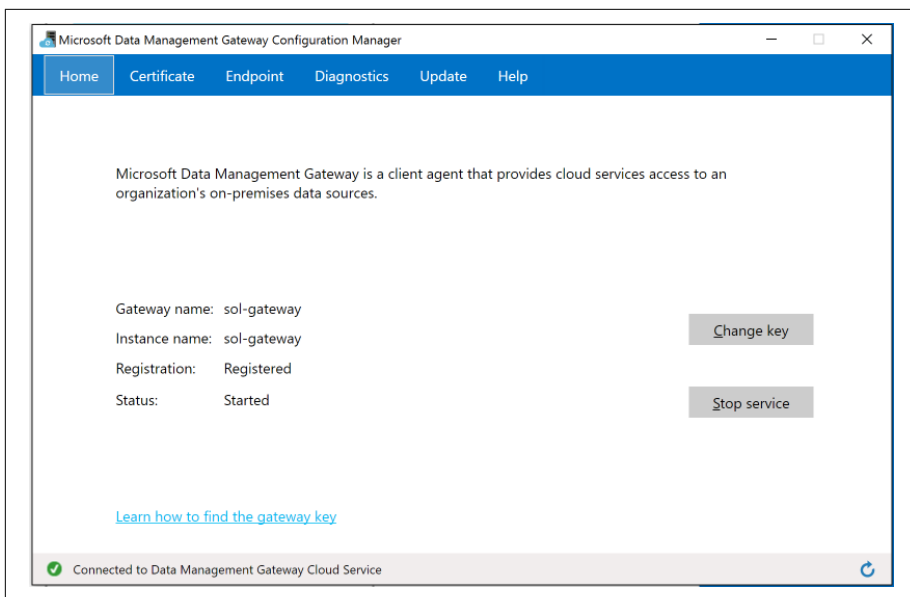 Microsoft Data Management Gateway Configuration Manager
Home Certificate Endpoint Diagnostics Update Help
Microsoft Data Management Gateway is a client agent that provides cloud services access to an
organization's on-premises data sources.
Gateway name: sol-gateway
Change key
Instance name: sol-gateway
Registration: Registered
Status: Started
Stop service
Learn how to find the gateway key
Connected to Data Management Gateway Cloud Service